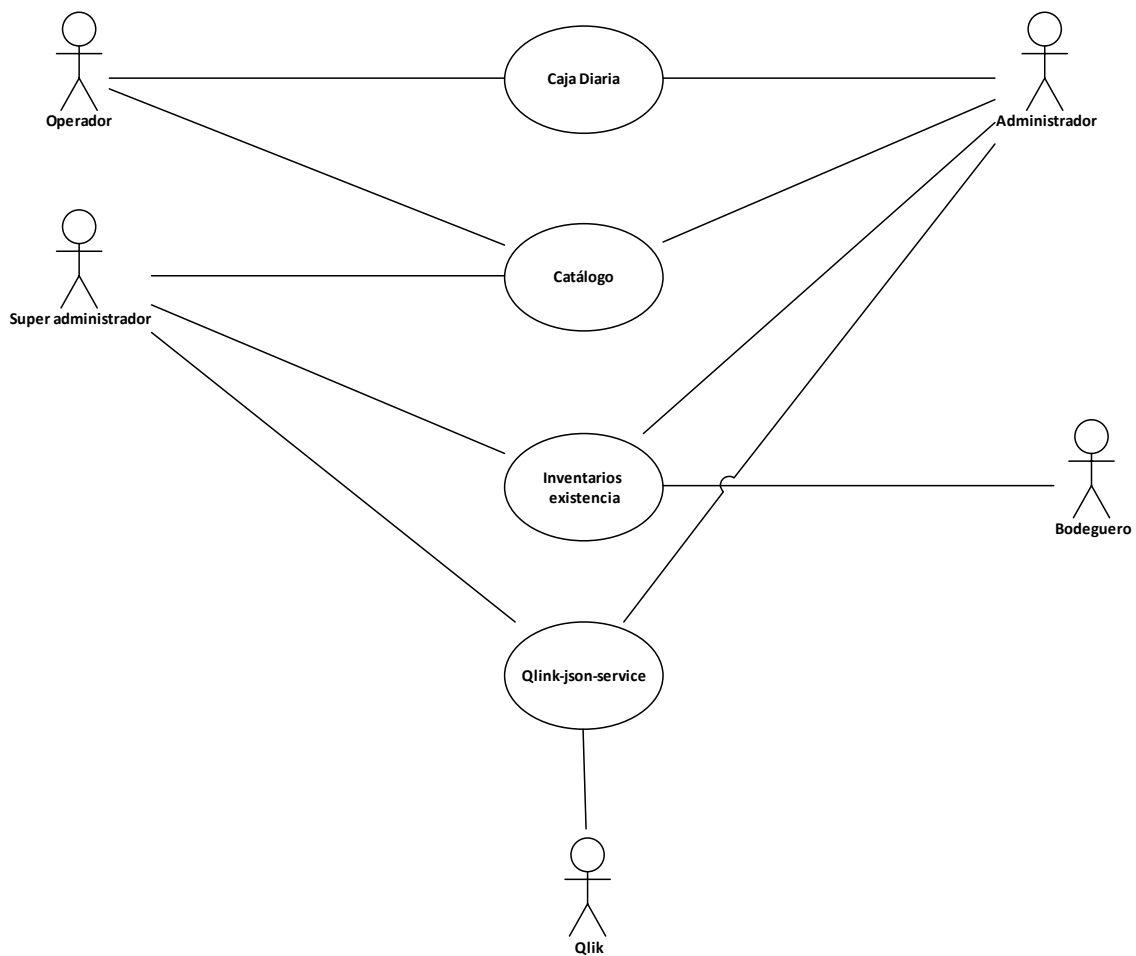 Caja Diaria
Operador
Administrador
Catálogo
Super administrador
Inventarios
existencia
Bodeguero
Qlink-json-service
Qlik